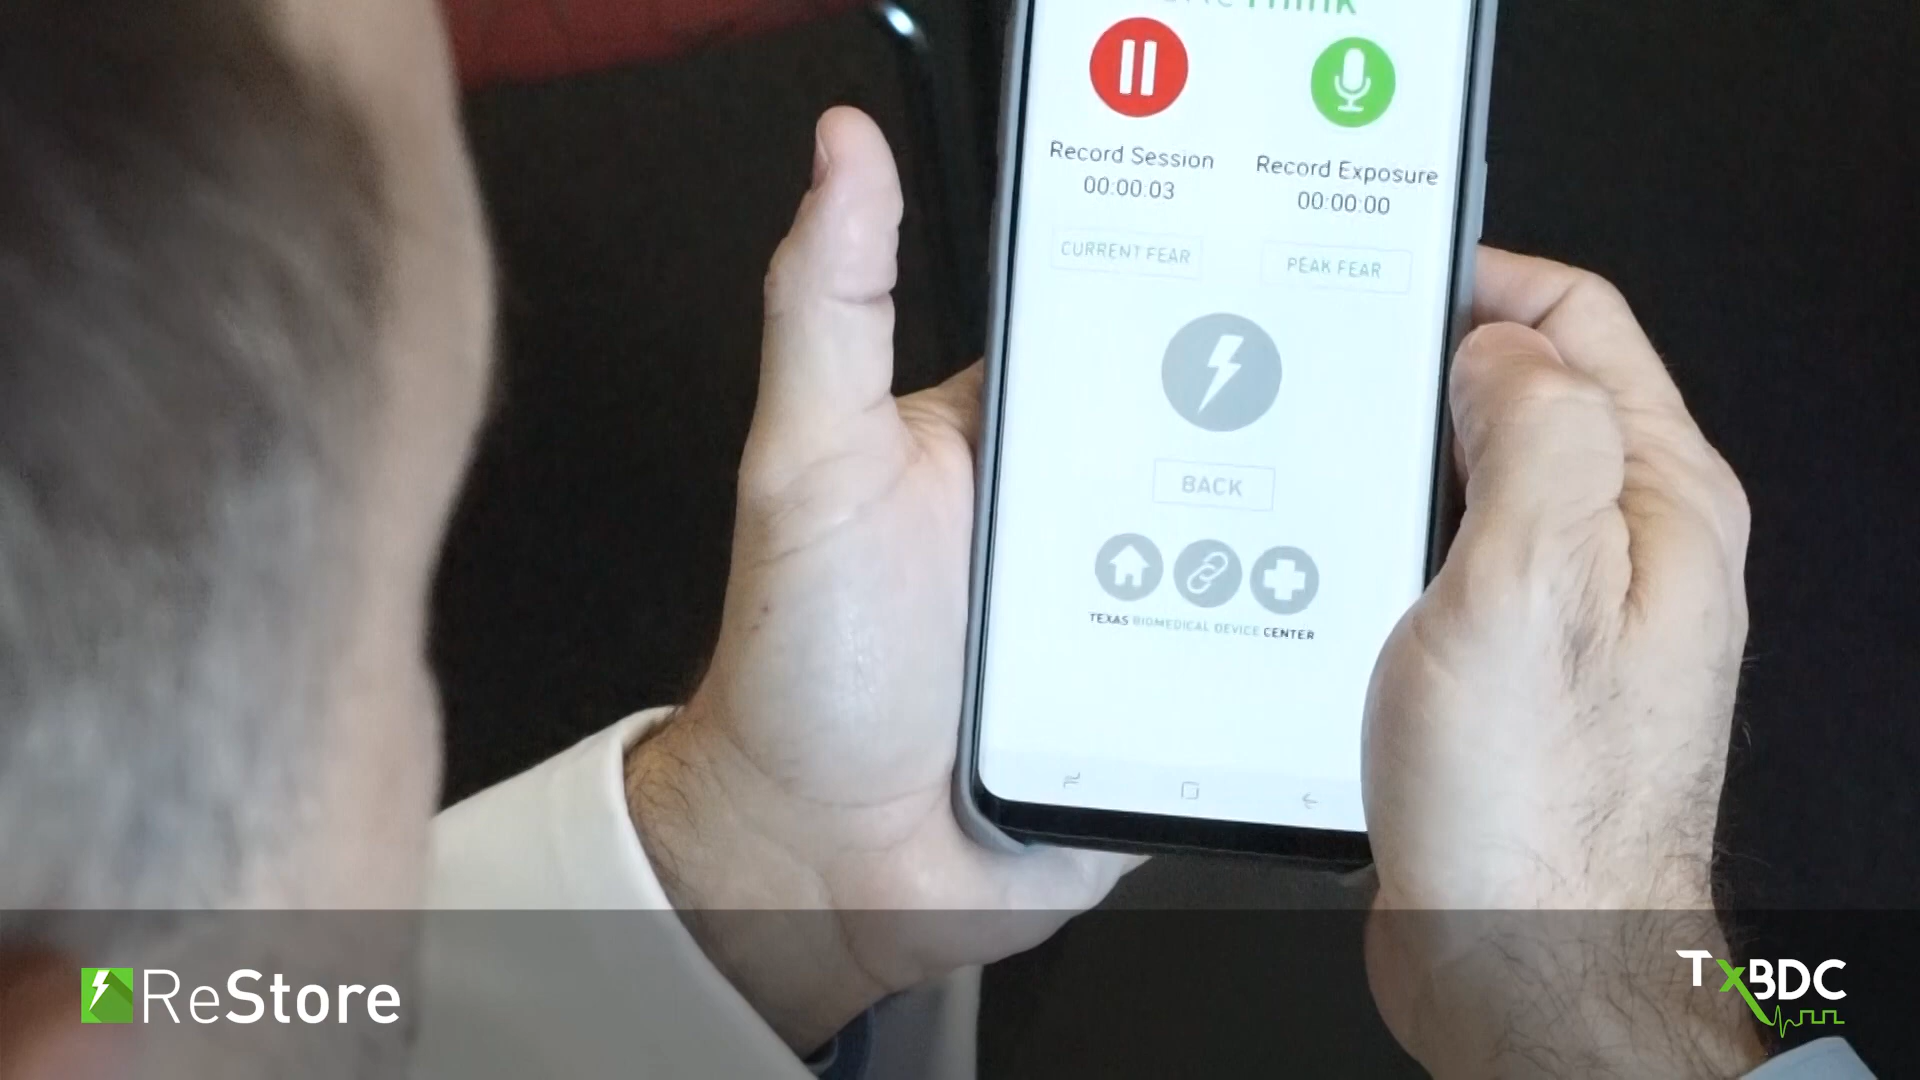 Think
Record Session
00:00:03
Record Exposure
00:00:00
CURRENT FEAR
PEAK FEAR
BACK
TEXAS BIOMEDICAL DEVICE CENTER
ReStore
TxBDC